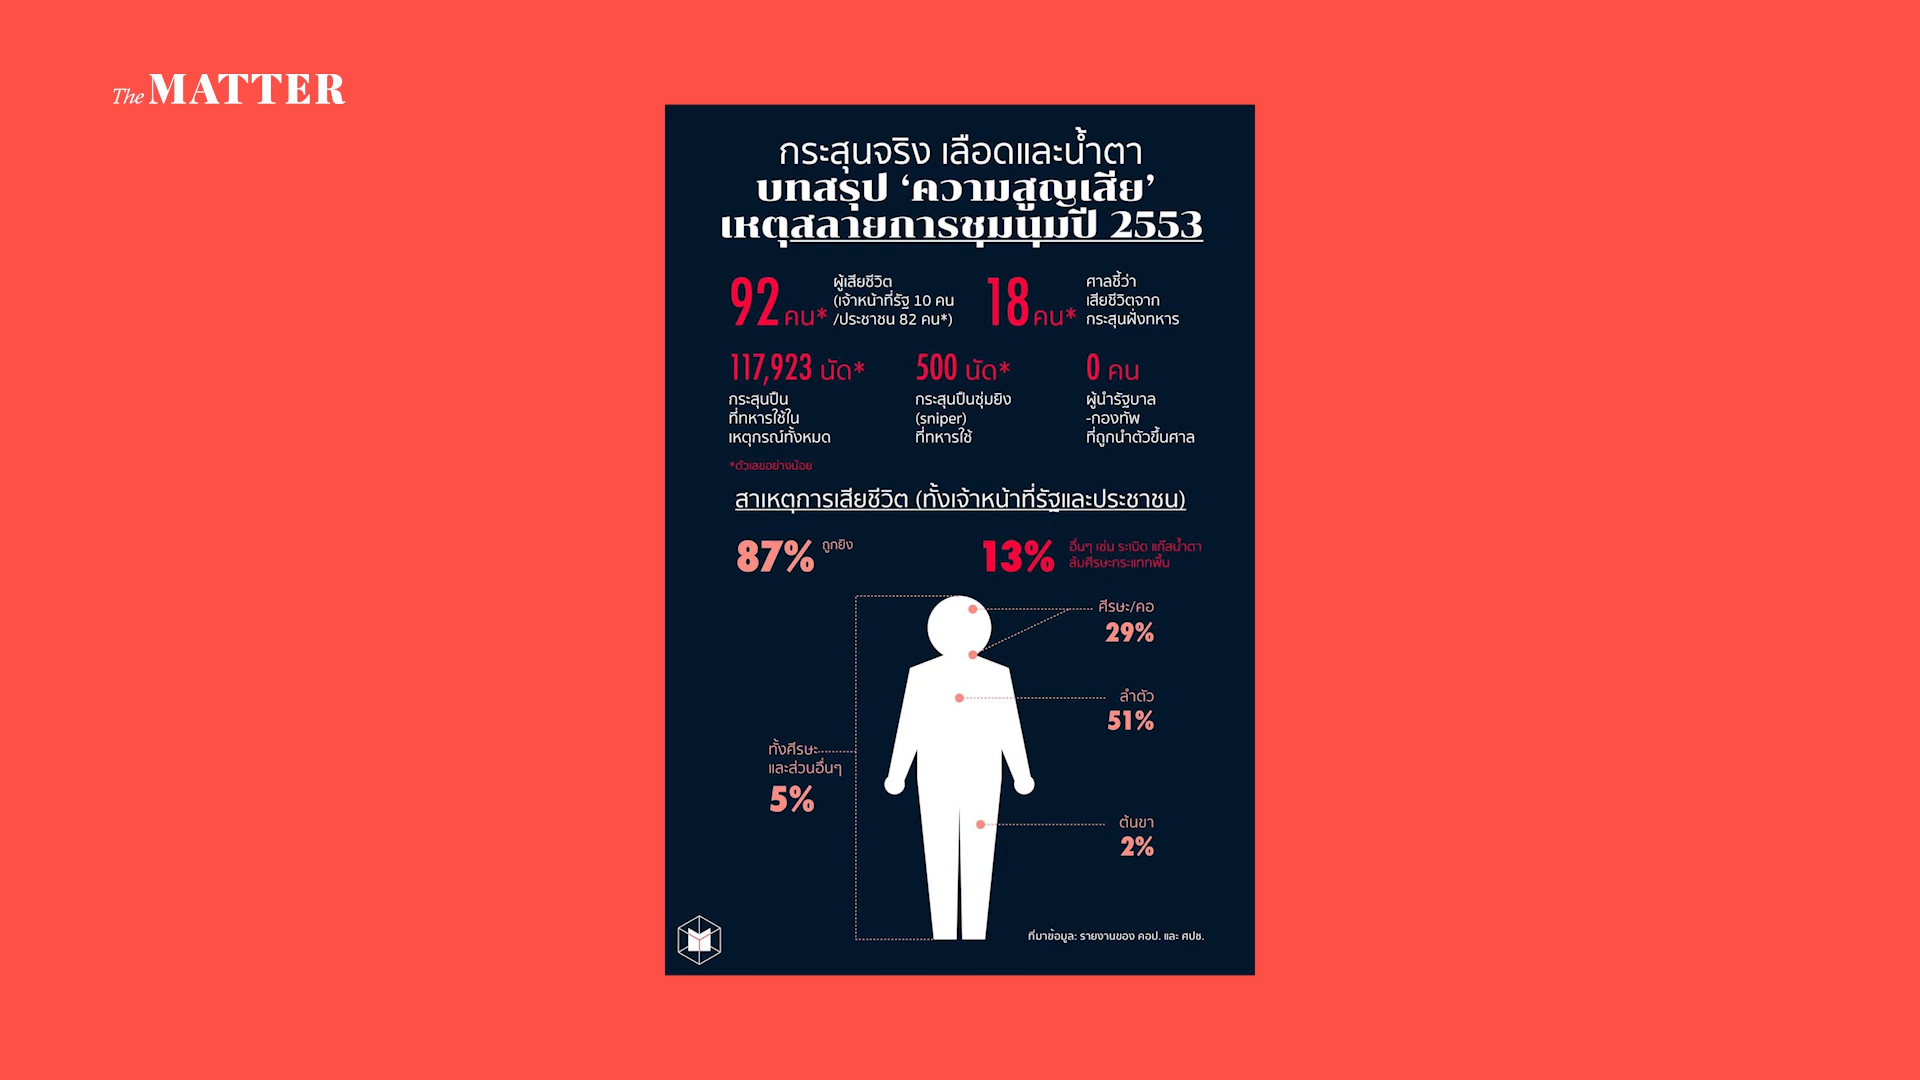 The MATTER
กระสุนจริง เลือดและน้ำตา
บทสรุป ‘ความสูญเสีย’
เหตุสลายการชุมนุมปี 2553
92 คน*
ผู้เสียชีวิต
(เจ้าหน้าที่รัฐ 10 คน
/ประชาชน 82 คน*)
18 คน*
ศาลชี้ว่า
เสียชีวิตจาก
กระสุนฝั่งทหาร
117,923 นัด*
กระสุนปืน
ที่ทหารใช้ใน
เหตุกรณ์ทั้งหมด
500 นัด*
กระสุนปืนซุ่มยิง
(sniper)
ที่ทหารใช้
0 คน
ผู้นำรัฐบาล
-กองทัพ
ที่ถูกนำตัวขึ้นศาล
*ตัวเลขอย่างน้อย
สาเหตุการเสียชีวิต (ทั้งเจ้าหน้าที่รัฐและประชาชน)
87% ถูกยิง
13%
อื่นๆ เช่น ระเบิด แก๊สน้ำตา
ล้มศีรษะกระแทกพื้น
ศีรษะ/คอ
29%
ลำตัว
51%
ทั้งศีรษะ
และส่วนอื่นๆ
5%
ต้นขา
2%
ที่มาข้อมูล: รายงานของ คอป. และ ศปช.